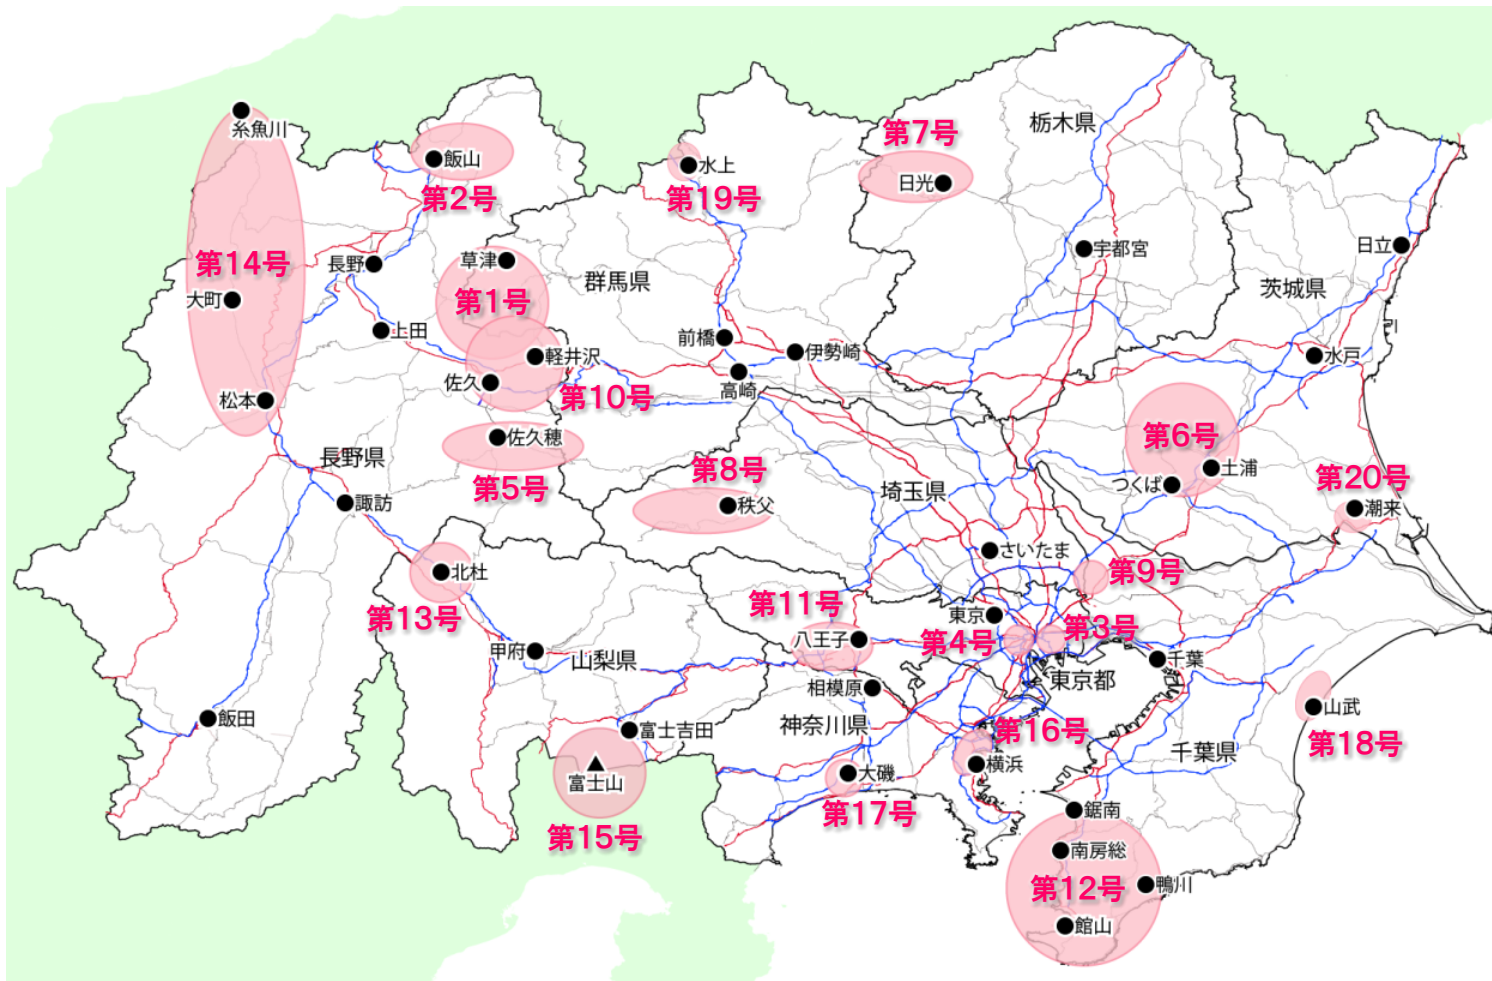 糸魚川
飯山
第2号
水上
第19号
第7号
日光
栃木県
宇都宮
日立
茨城県
第14号
大町
長野
草津
第1号
群馬県
上田
軽井沢
佐久
第10号
前橋
伊勢崎
高崎
水戸
松本
佐久穂
第5号
長野県
諏訪
第8号
秩父
埼玉県
第6号
土浦
つくば
第20号
潮来
さいたま
第9号
北杜
第13号
第11号
八王子
東京
第4号
第3号
東京都
千葉
甲府
山梨県
相模原
神奈川県
飯田
富士吉田
富士山
第15号
第16号
横浜
大磯
第17号
千葉県
山武
第18号
鋸南
南房総
第12号
鴨川
館山